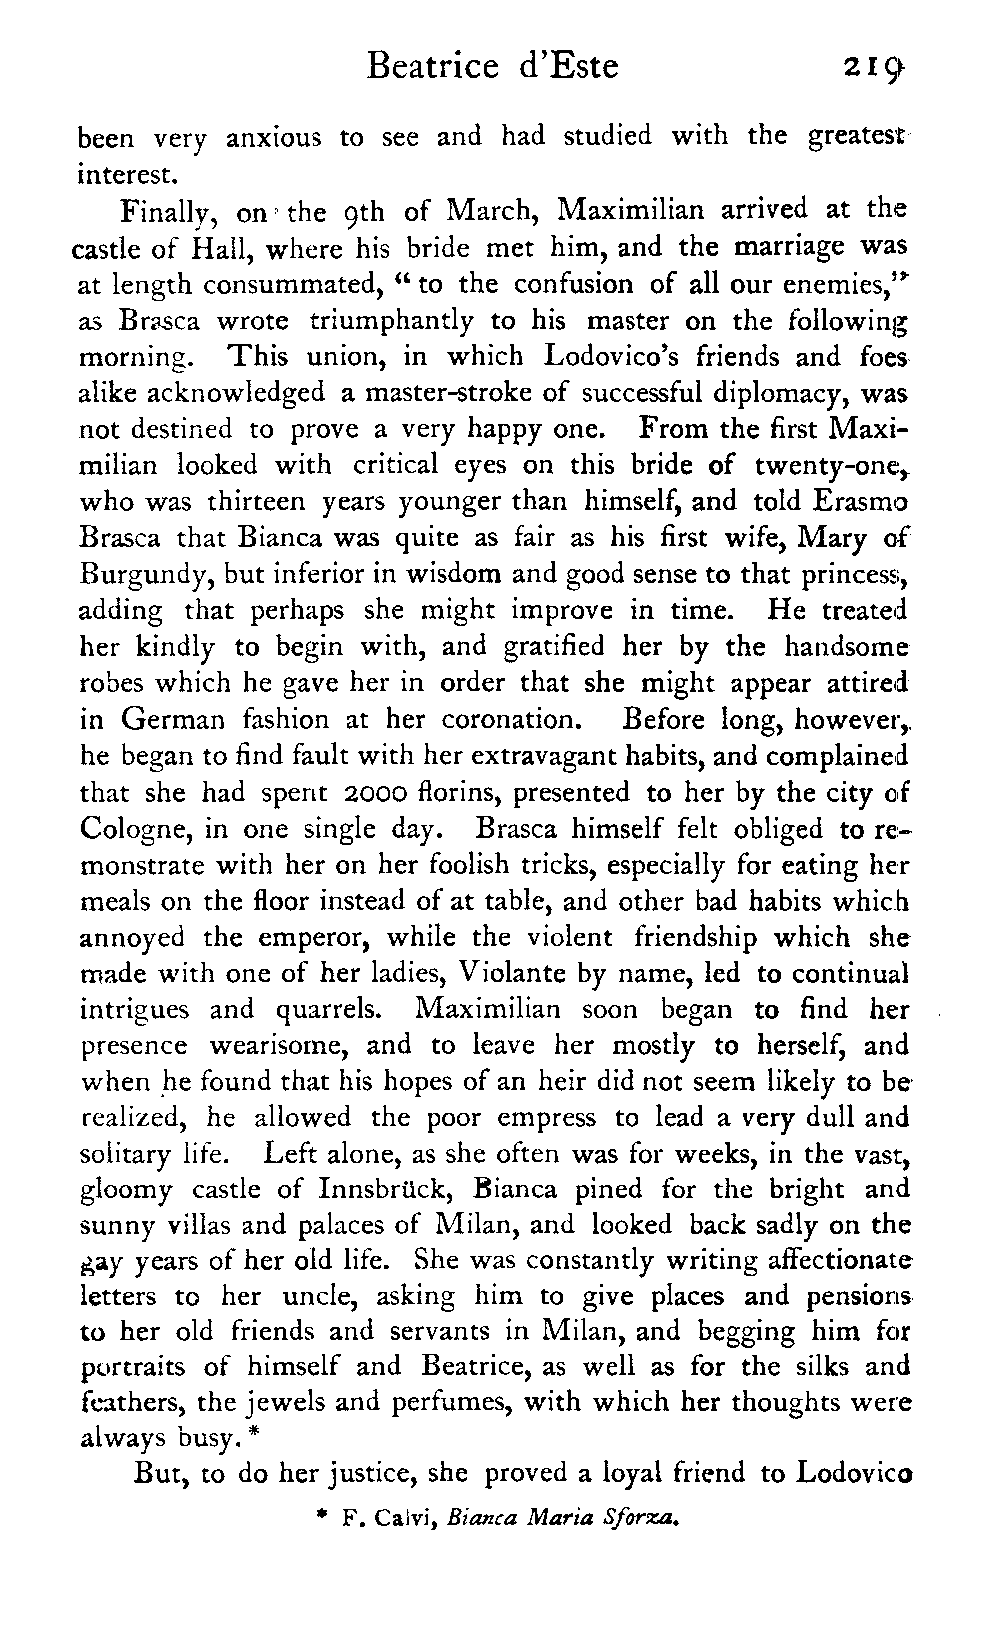 Beatrice d'Este 219
been very anxious to see and had studied with the greatest
interest.
Finally, on the 9th of March, Maximilian arrived at the
castle of Hall, where his bride met him, and the marriage was
at length consummated, “ to the confusion of all our enemies,”
as Brasca wrote triumphantly to his master on the following
morning. This union, in which Lodovico's friends and foes
alike acknowledged a master-stroke of successful diplomacy, was
not destined to prove a very happy one. From the first Maxi-
milian looked with critical eyes on this bride of twenty-one,
who was thirteen years younger than himself, and told Erasmo
Brasca that Bianca was quite as fair as his first wife, Mary of
Burgundy, but inferior in wisdom and good sense to that princess,
adding that perhaps she might improve in time. He treated
her kindly to begin with, and gratified her by the handsome
robes which he gave her in order that she might appear attired
in German fashion at her coronation. Before long, however,
he began to find fault with her extravagant habits, and complained
that she had spent 2000 florins, presented to her by the city of
Cologne, in one single day. Brasca himself felt obliged to re-
monstrate with her on her foolish tricks, especially for eating her
meals on the floor instead of at table, and other bad habits which
annoyed the emperor, while the violent friendship which she
made with one of her ladies, Violante by name, led to continual
intrigues and quarrels. Maximilian soon began to find her
presence wearisome, and to leave her mostly to herself, and
when he found that his hopes of an heir did not seem likely to be
realized, he allowed the poor empress to lead a very dull and
solitary life. Left alone, as she often was for weeks, in the vast,
gloomy castle of Innsbrück, Bianca pined for the bright and
sunny villas and palaces of Milan, and looked back sadly on the
gay years of her old life. She was constantly writing affectionate
letters to her uncle, asking him to give places and pensions
to her old friends and servants in Milan, and begging him for
portraits of himself and Beatrice, as well as for the silks and
feathers, the jewels and perfumes, with which her thoughts were
always busy. *
But, to do her justice, she proved a loyal friend to Lodovico
* F. Calvi, Bianca Maria Sforza.